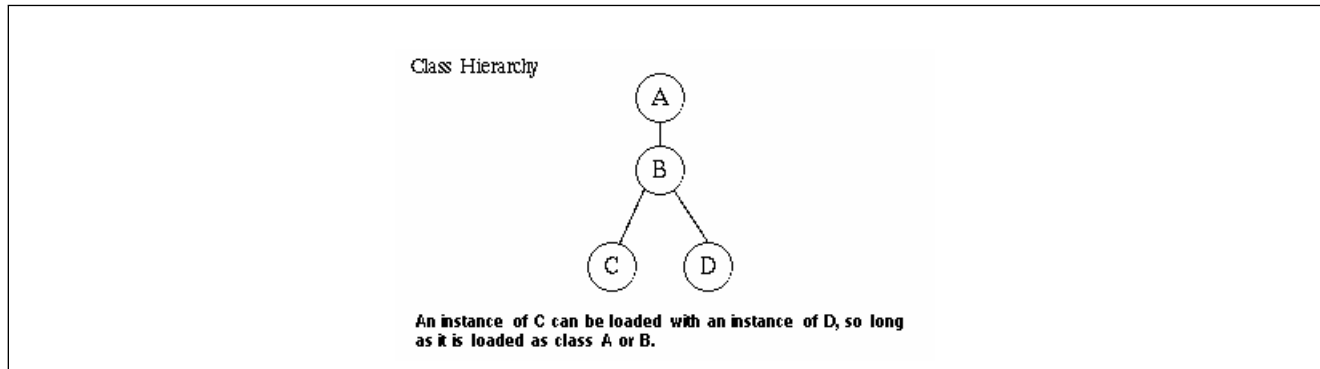 Class Hierarchy
A
B
C D
An instance of C can be loaded with an instance of D, so long
as it is loaded as class A or B.